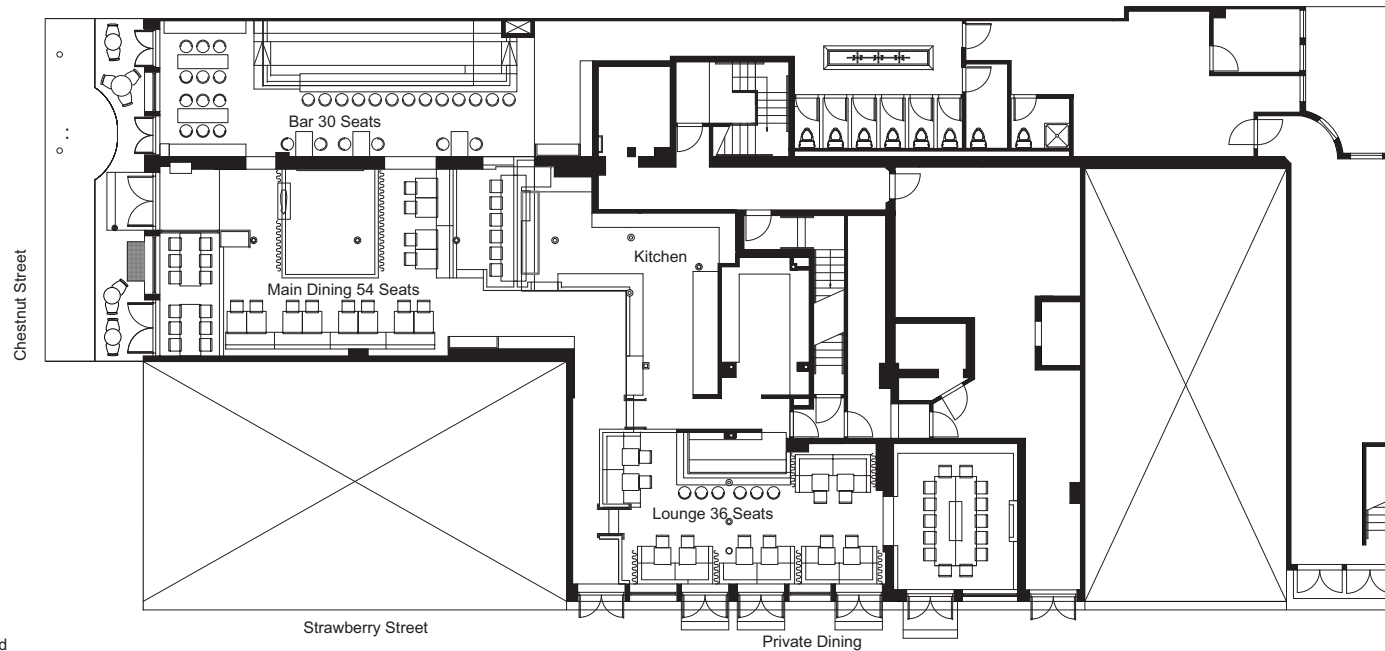 Bar 30 Seats
Kitchen
Chestnut Street
Main Dining 54 Seats
Lounge 36 Seats
Strawberry Street
Private Dining
d